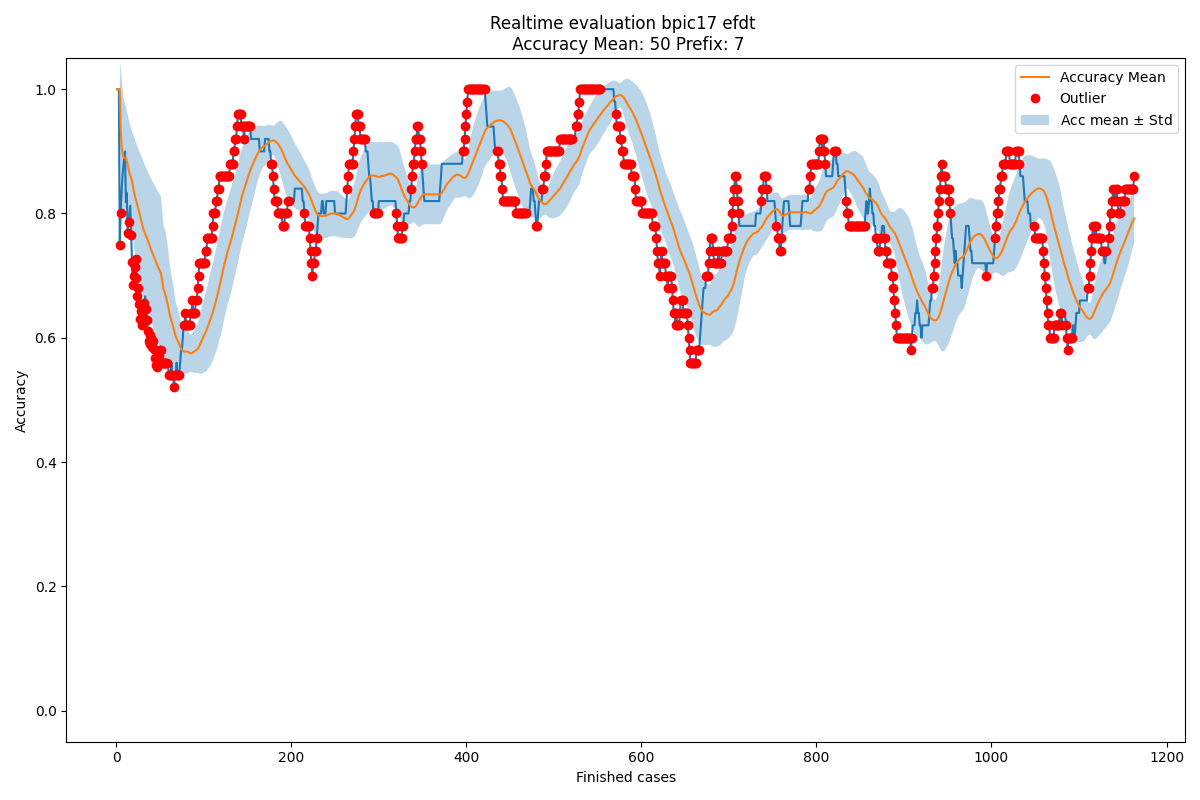 Realtime evaluation bpic17 efdt
Accuracy Mean: 50 Prefix: 7
Accuracy Mean
Outlier
Acc mean ± Std
Accuracy
1.0
0.8
0.6
0.4
0.2
0.0
0
200
400
600
800
1000
1200
Finished cases